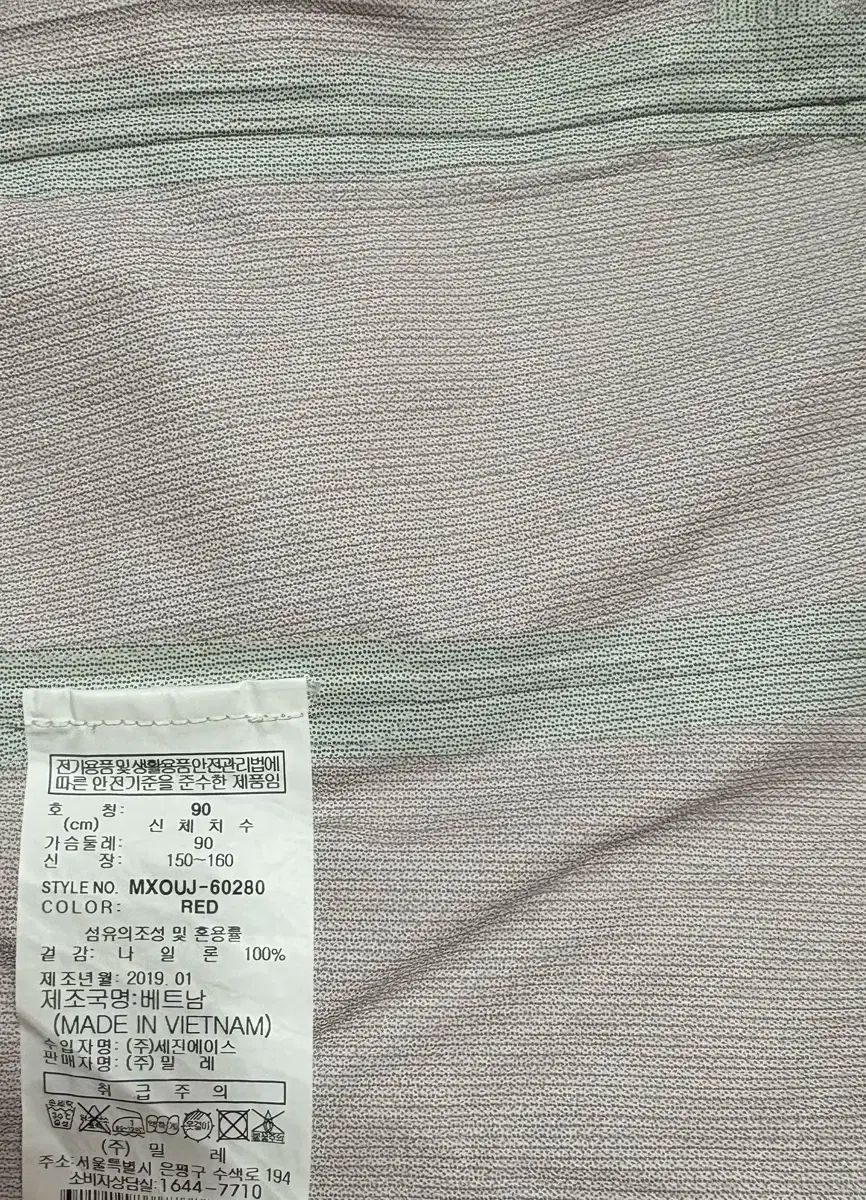 전기용품및생활용품안전관리법에
따른 안전기준을 준수한 제품임
호 칭: 90
(cm) 신 체 치 수
가슴둘레: 90
신 장: 150~160
STYLE NO. MXOUJ-60280
COLOR: RED
섬유의조성 및 혼용률
겉 감: 나 일 론 100%
제조년월: 2019. 01
제조국명:베트남
(MADE IN VIETNAM)
수입자명: (주)세진에이스
판매자명: (주) 밀 레
취 급 주 의
옷걸이
(주) 밀 레
주소:서울특별시 은평구 수색로 194
소비자상담실:1644-7710